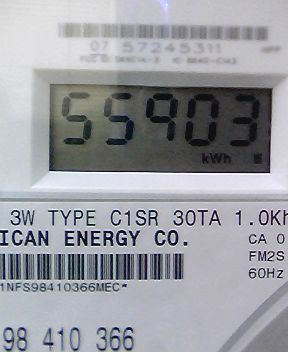 07 57245311
55903
kWh
3W TYPE C1SR 30TA 1.0Kh
ICAN ENERGY CO.
CA 0
FM2S
60Hz
1NFS98410366MEC*
98 410 366